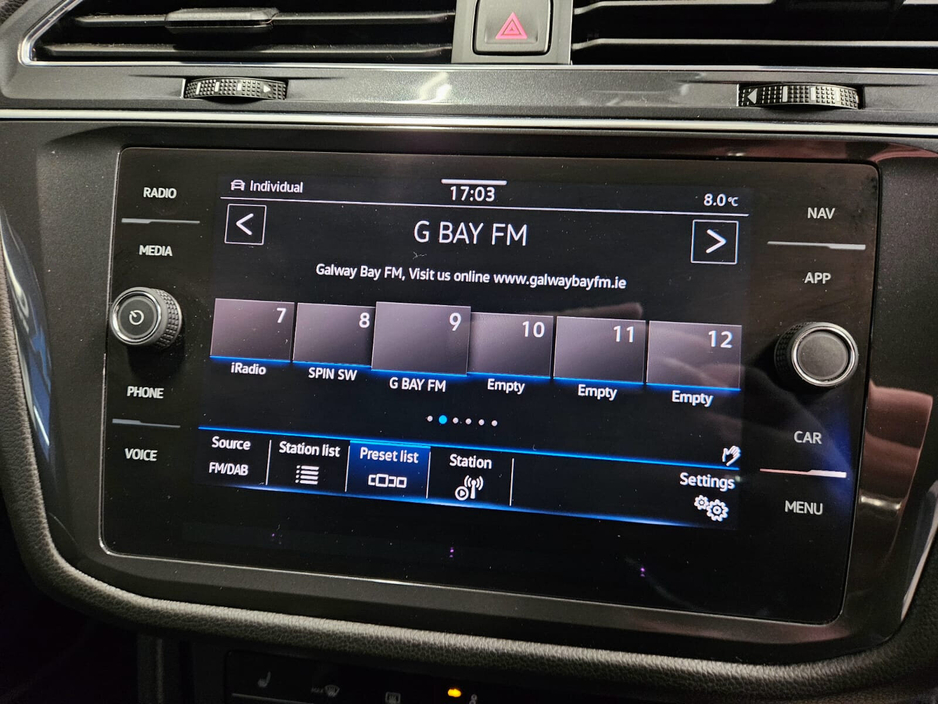 RADIO
MEDIA
PHONE
VOICE
Individual
17:03
8.0°C
< G BAY FM >
Galway Bay FM, Visit us online www.galwaybayfm.ie
7 8 9 10 11 12
iRadio SPIN SW G BAY FM Empty Empty Empty
Source Station list Preset list Station Settings
FM/DAB
NAV
APP
CAR
MENU